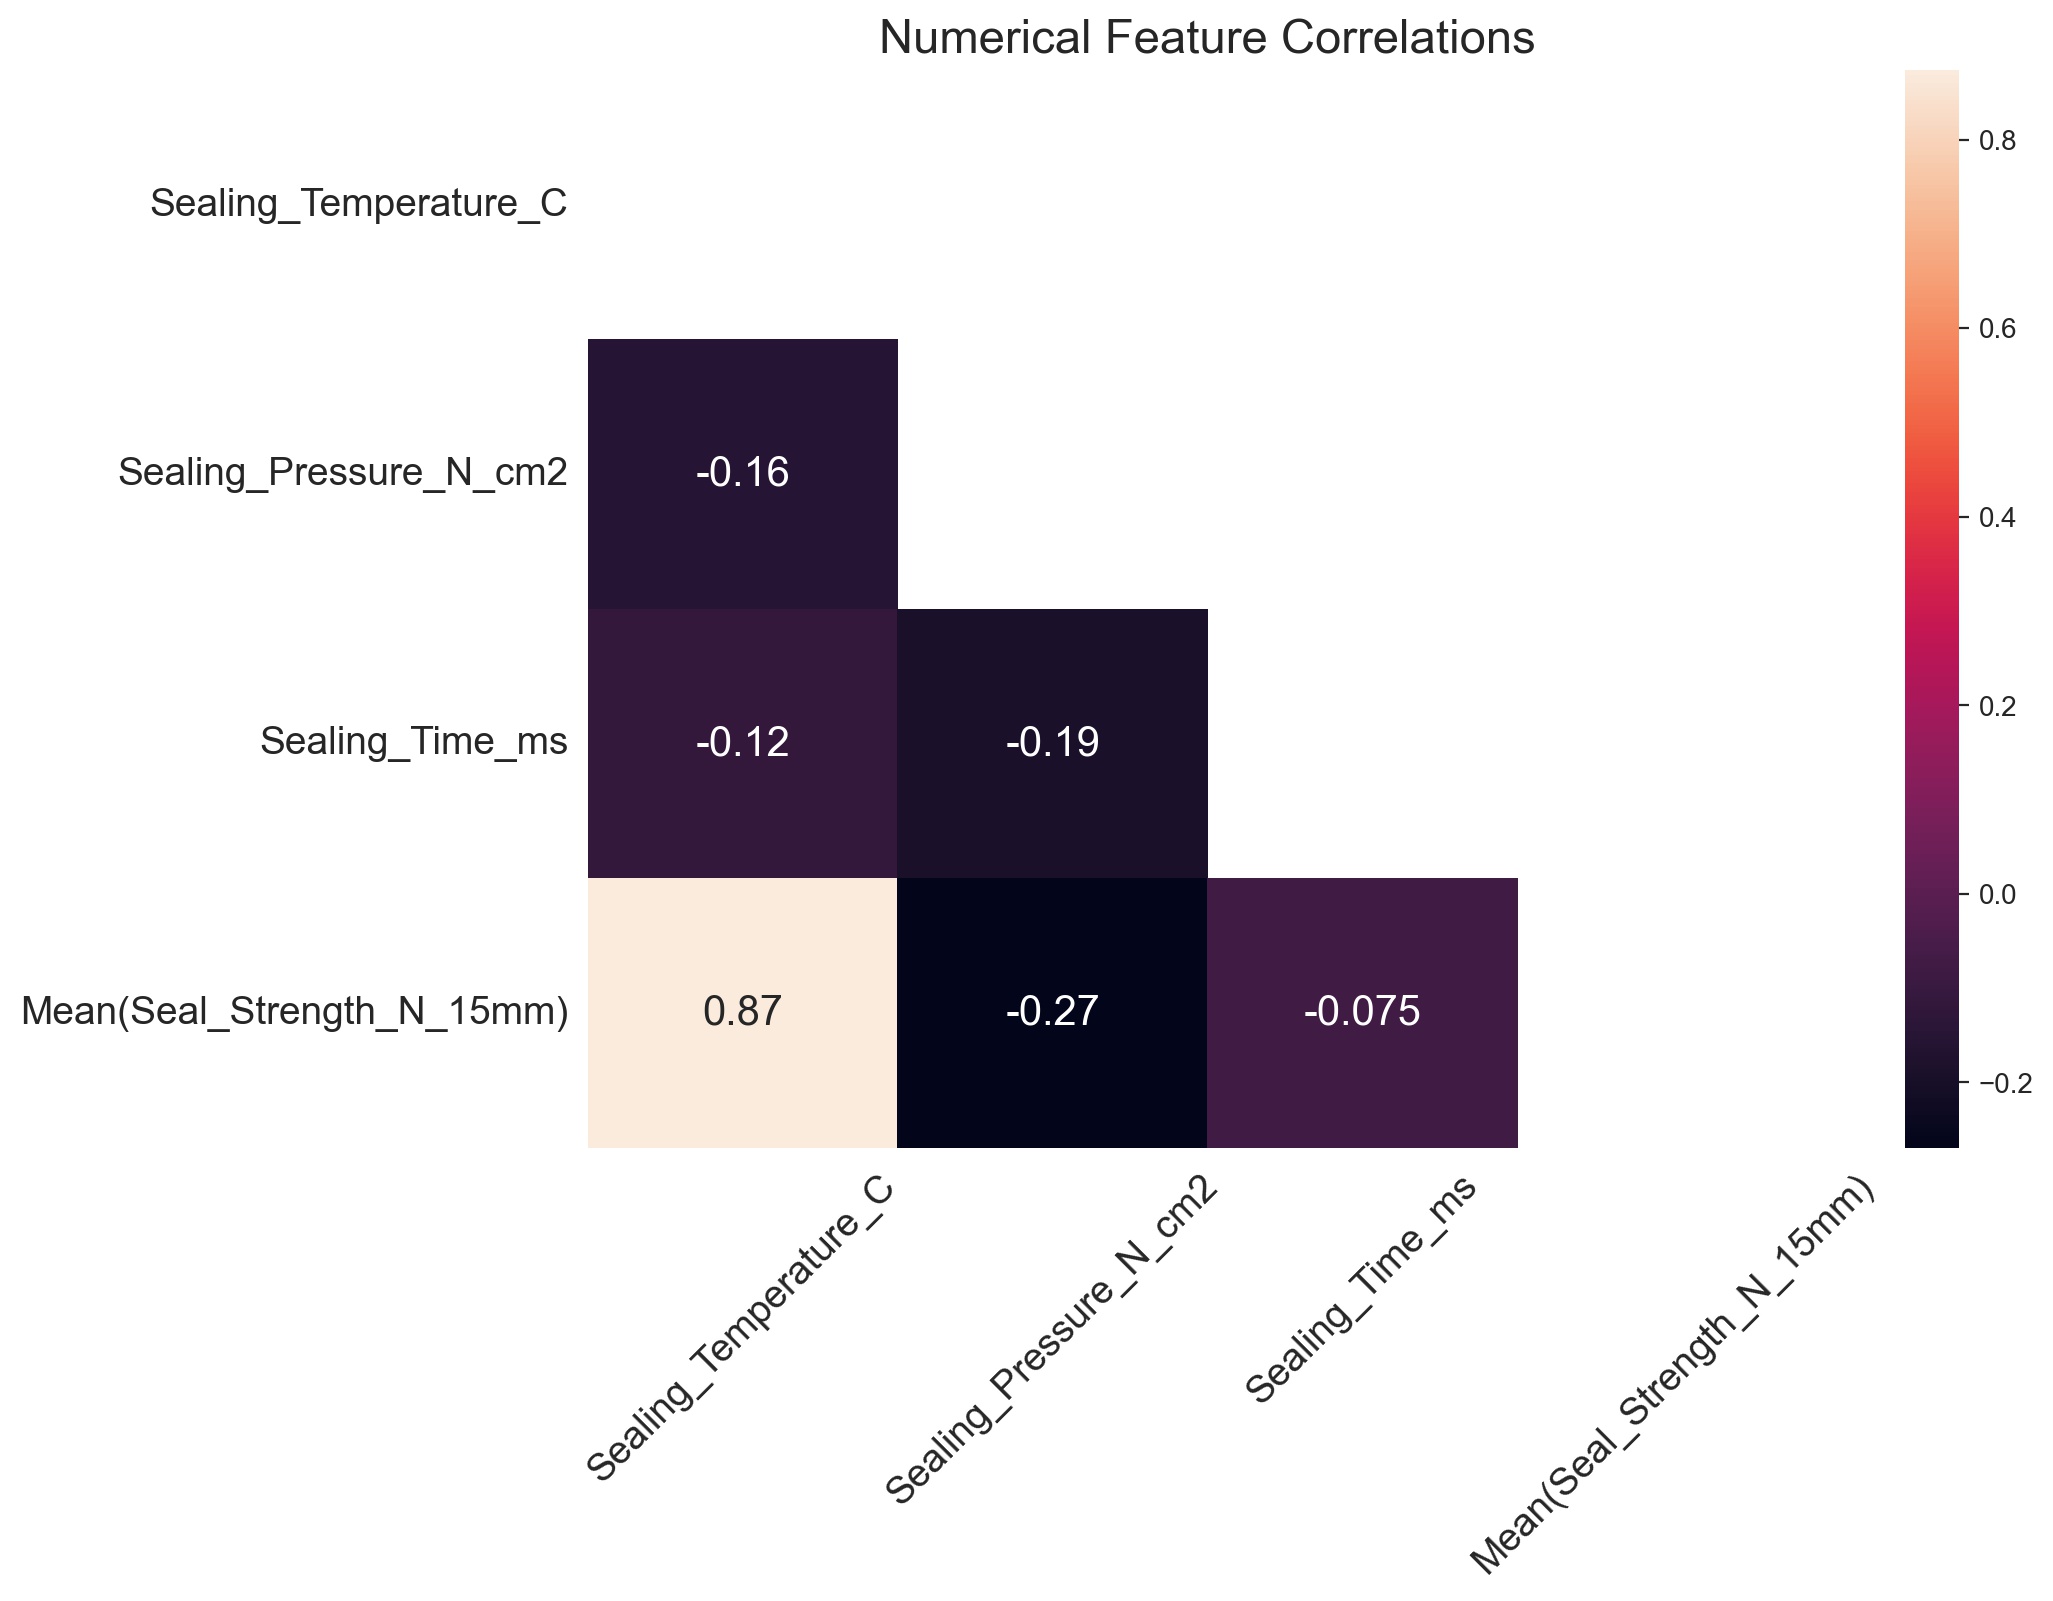 Numerical Feature Correlations
Sealing_Temperature_C
Sealing_Pressure_N_cm2
-0.16
Sealing_Time_ms
-0.12
-0.19
Mean(Seal_Strength_N_15mm)
0.87
-0.27
-0.075
Sealing_Temperature_C
Sealing_Pressure_N_cm2
Sealing_Time_ms
Mean(Seal_Strength_N_15mm)
0.8
0.6
0.4
0.2
0.0
−0.2